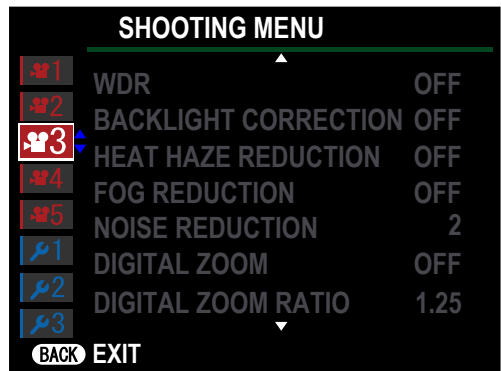 SHOOTING MENU
1
2
3
4
5
1
2
3
WDR OFF
BACKLIGHT CORRECTION OFF
HEAT HAZE REDUCTION OFF
FOG REDUCTION OFF
NOISE REDUCTION 2
DIGITAL ZOOM OFF
DIGITAL ZOOM RATIO 1.25
BACK EXIT